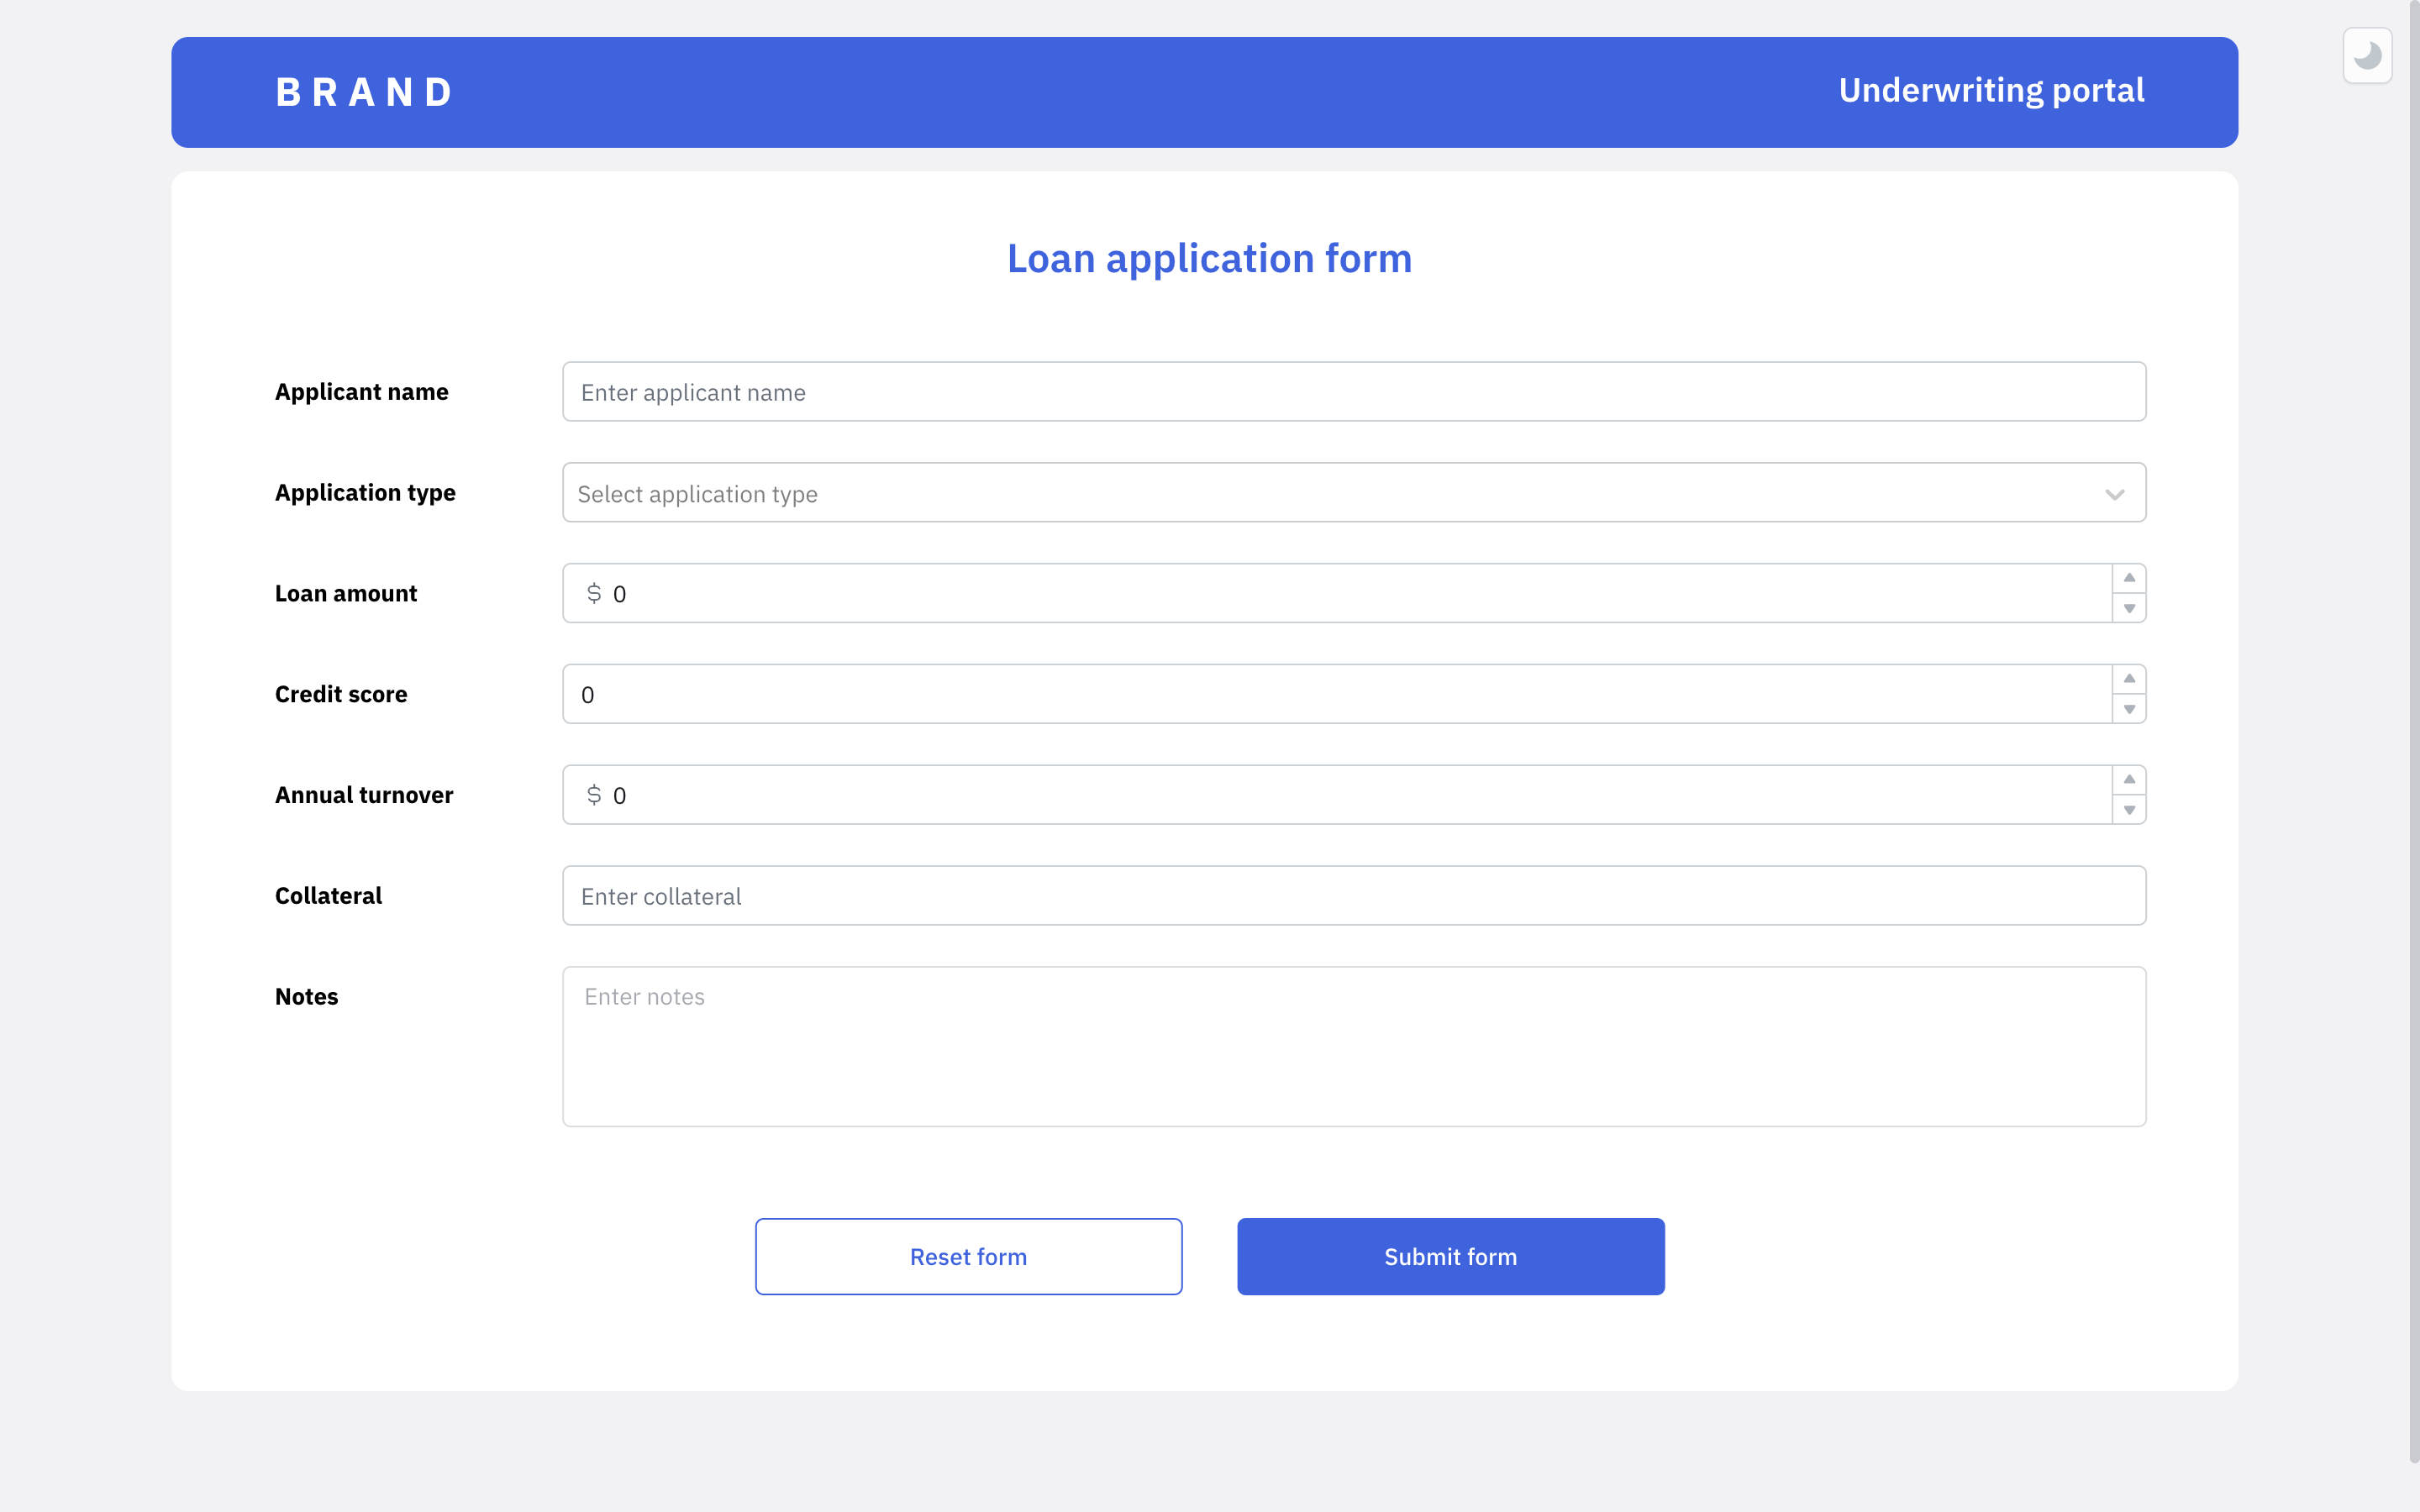 BRAND
Underwriting portal
Loan application form
Applicant name
Enter applicant name
Application type
Select application type
Loan amount
$ 0
Credit score
0
Annual turnover
$ 0
Collateral
Enter collateral
Notes
Enter notes
Reset form
Submit form